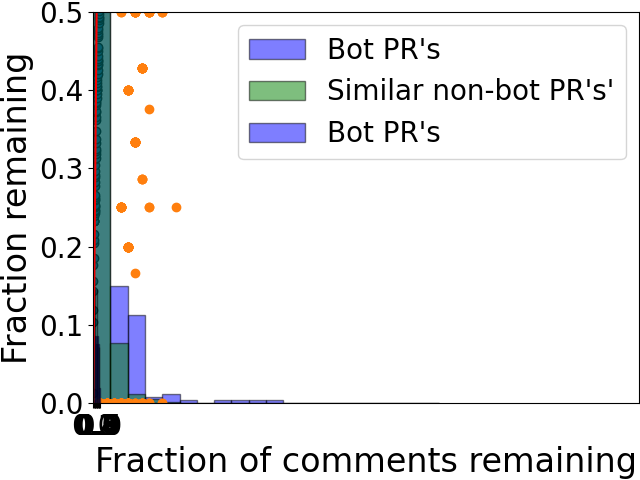 Fraction remaining
0.5
0.4
0.3
0.2
0.1
0.0
Bot PR's
Similar non-bot PR's'
Bot PR's
Fraction of comments remaining